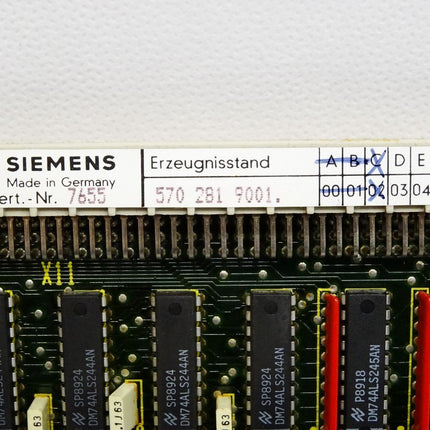 SIEMENS
Made in Germany
ert.- Nr. 7655
Erzeugnisstand
570 281 9001.
A B C D E
00 01 02 03 04
X11
SP8924
DM74ALS244AN
SP8924
DM74ALS244AN
SP8924
DM74ALS244AN
P8918
DM74ALS245AN